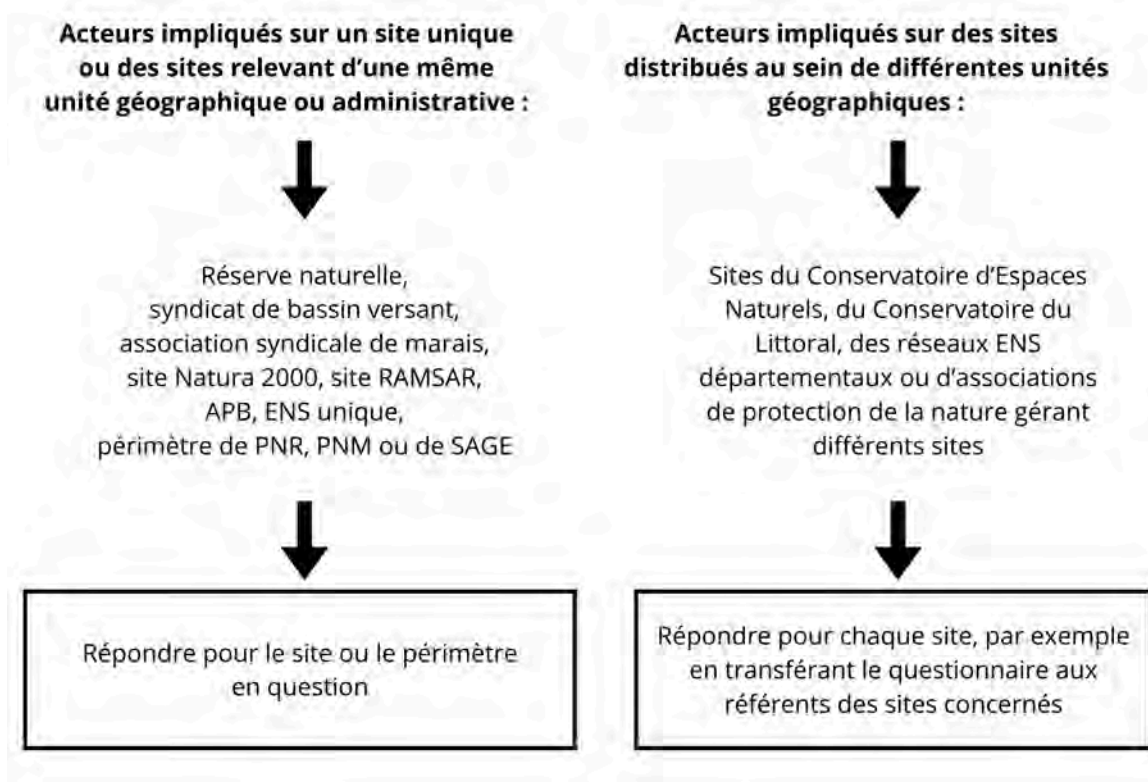 Acteurs impliqués sur un site unique
ou des sites relevant d'une même
unité géographique ou administrative :
Réserve naturelle,
syndicat de bassin versant,
association syndicale de marais,
site Natura 2000, site RAMSAR,
APB, ENS unique,
périmètre de PNR, PNM ou de SAGE
Répondre pour le site ou le périmètre
en question
Acteurs impliqués sur des sites
distribués au sein de différentes unités
géographiques :
Sites du Conservatoire d'Espaces
Naturels, du Conservatoire du
Littoral, des réseaux ENS
départementaux ou d'associations
de protection de la nature gérant
différents sites
Répondre pour chaque site, par exemple
en transférant le questionnaire aux
référents des sites concernés